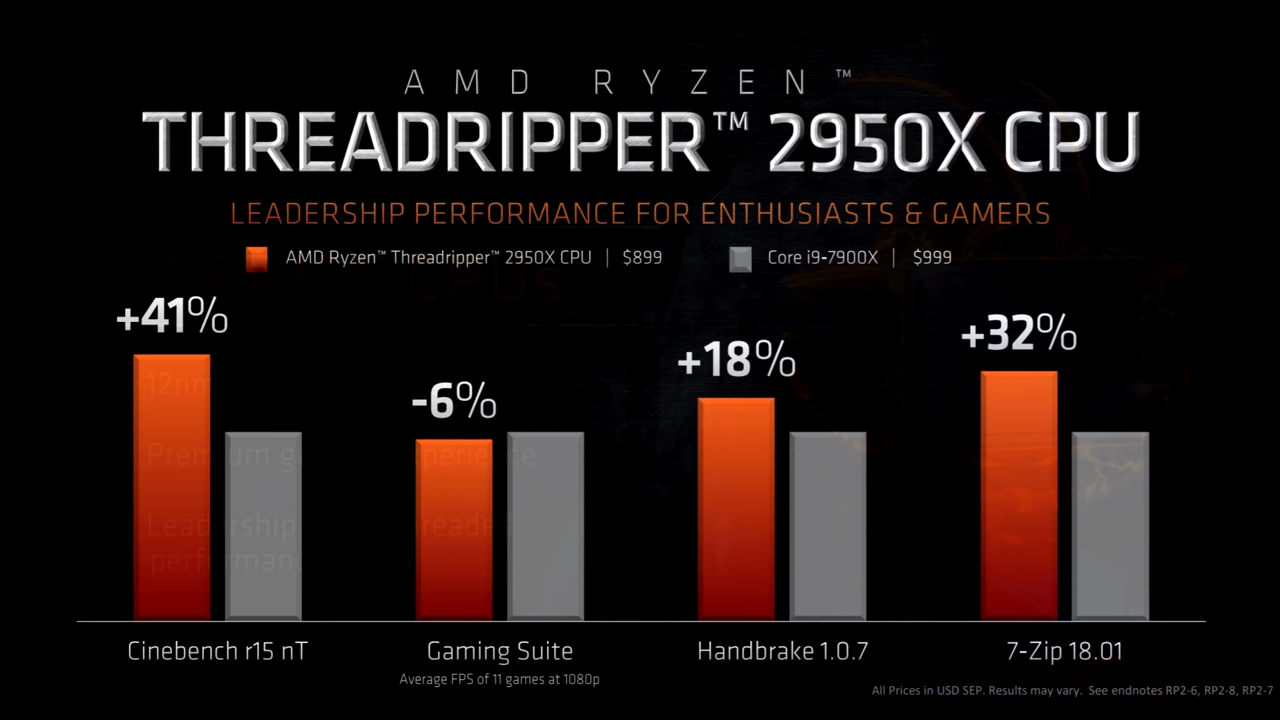 AMD RYZEN™
THREADRIPPER™ 2950X CPU
LEADERSHIP PERFORMANCE FOR ENTHUSIASTS & GAMERS
AMD Ryzen™ Threadripper™ 2950X CPU | $899 Core i9-7900X | $999
+41%
-6%
+18%
+32%
12nm
Leadership
Cinebench r15 nT
Gaming Suite
Handbrake 1.0.7
7-Zip 18.01
Average FPS of 11 games at 1080p
All Prices in USD SEP. Results may vary. See endnotes RP2-6, RP2-8, RP2-7